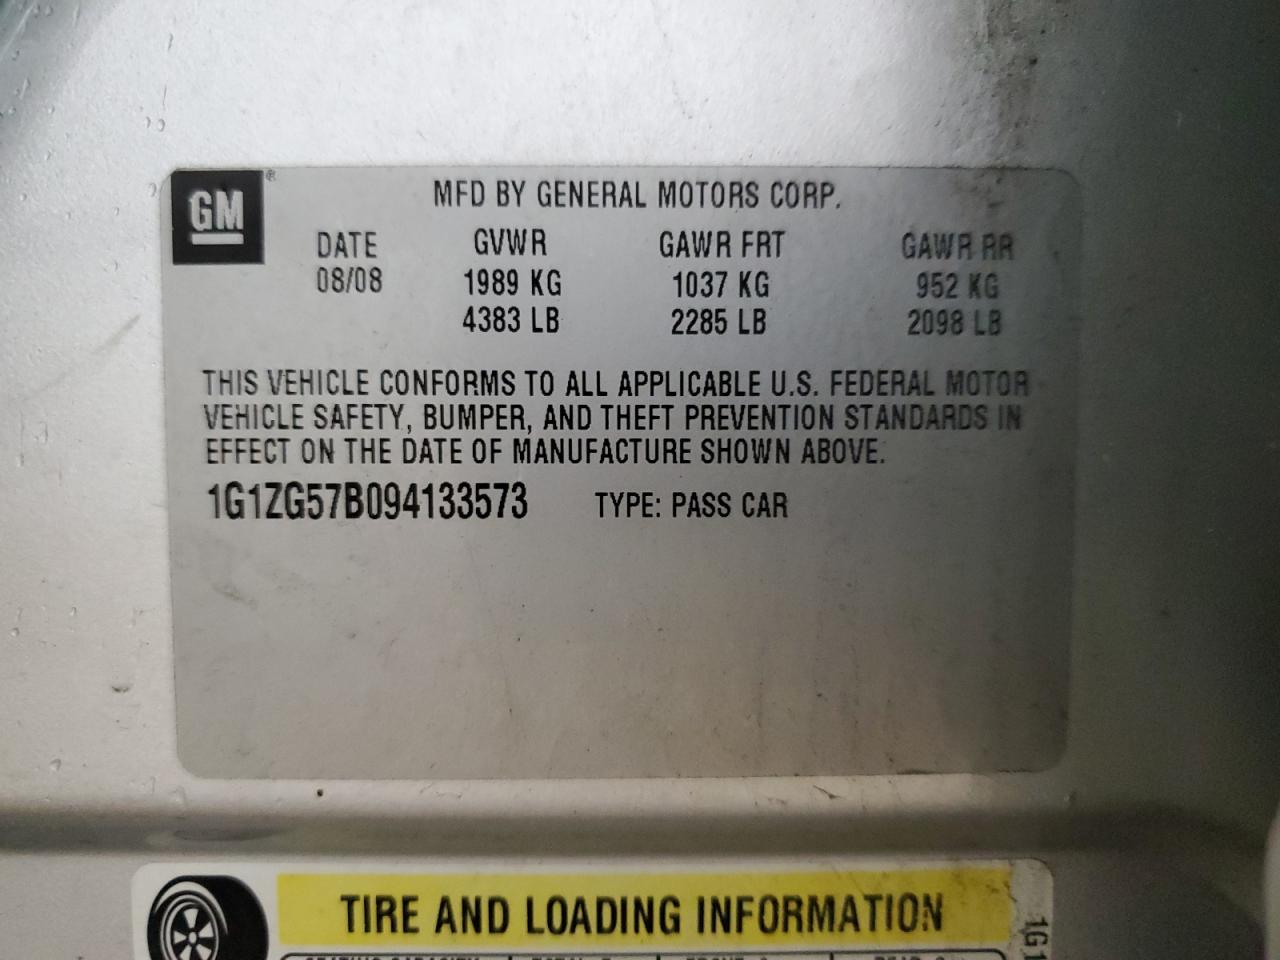 GM®
MFD BY GENERAL MOTORS CORP.
DATE GVWR GAWR FRT GAWR RR
08/08 1989 KG 1037 KG 952 KG
4383 LB 2285 LB 2098 LB
THIS VEHICLE CONFORMS TO ALL APPLICABLE U.S. FEDERAL MOTOR
VEHICLE SAFETY, BUMPER, AND THEFT PREVENTION STANDARDS IN
EFFECT ON THE DATE OF MANUFACTURE SHOWN ABOVE.
1G1ZG57B094133573 TYPE: PASS CAR
TIRE AND LOADING INFORMATION